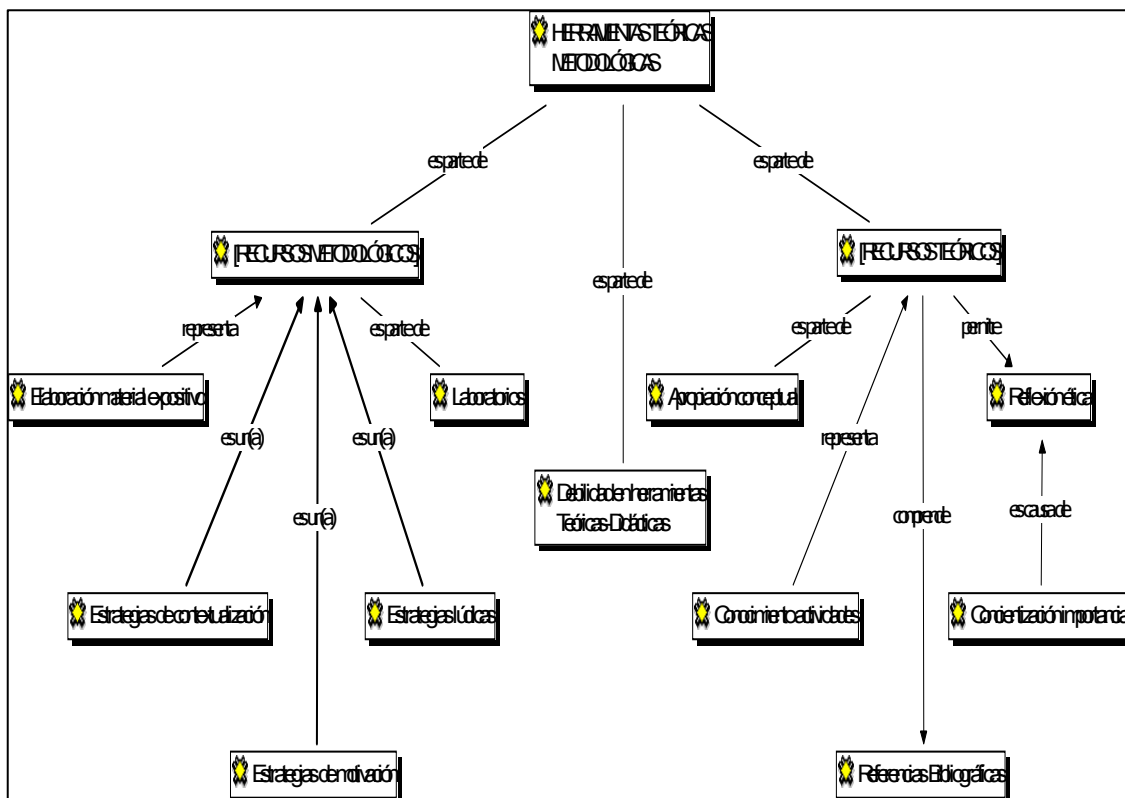 HERRAMIENTAS TEÓRICAS
METODOLÓGICAS
es parte de
es parte de
[RECURSOS METODOLÓGICOS]
[RECURSOS TEÓRICOS]
es parte de
representa
es parte de
es parte de
permite
Elaboración material expositivo
Laboratorios
Apropiación conceptual
Reflexión ética
es un(a)
es un(a)
representa
Debilidad en herramientas
Teóricas-Didácticas
es un(a)
comprende
es causa de
Estrategias de contextualización
Estrategias lúdicas
Conocimiento actividades
Concientización importancia
Estrategias de motivación
Referencias Bibliográficas